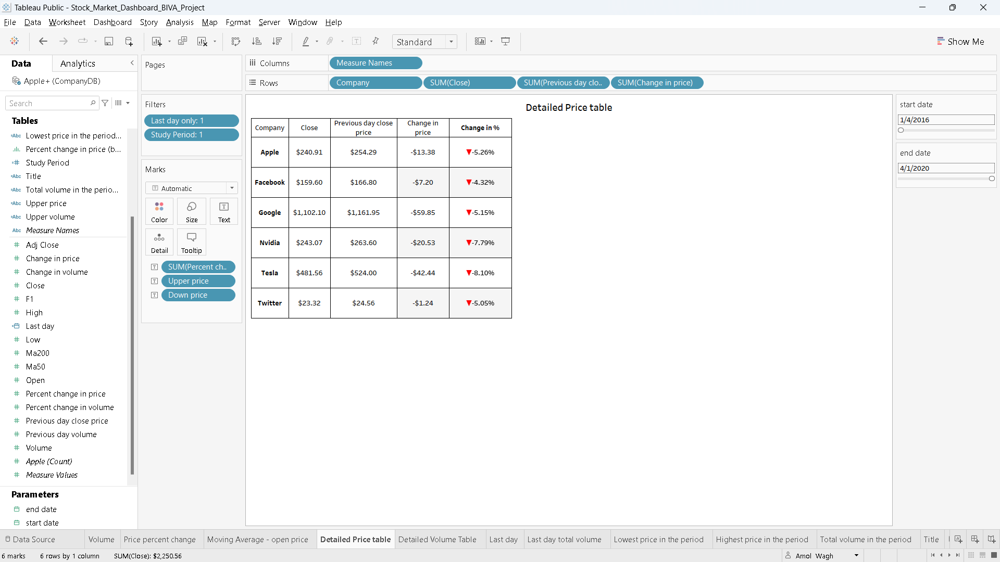 Tableau Public - Stock_Market_Dashboard_BIVA_Project
File Data Worksheet Dashboard Story Analysis Map Format Server Window Help
Standard
Show Me
Data Analytics
Apple+ (CompanyDB)
Search
Tables
Abc Lowest price in the period...
Percent change in price (b...
Study Period
Abc Title
Abc Total volume in the perio...
Abc Upper price
Abc Upper volume
Abc Measure Names
Adj Close
Change in price
Change in volume
Close
F1
High
Last day
Low
Ma200
Ma50
Open
Percent change in price
Percent change in volume
Previous day close price
Previous day volume
Volume
Apple (Count)
Measure Values
Parameters
end date
start date
Pages
Filters
Last day only: 1
Study Period: 1
Marks
Automatic
Color Size Text
Detail Tooltip
SUM(Percent ch..
Upper price
Down price
Columns Measure Names
Rows Company SUM(Close) SUM(Previous day clo.. SUM(Change in price)
Detailed Price table
Company Close Previous day close price Change in price Change in %
Apple $240.91 $254.29 -$13.38 ▼-5.26%
Facebook $159.60 $166.80 -$7.20 ▼-4.32%
Google $1,102.10 $1,161.95 -$59.85 ▼-5.15%
Nvidia $243.07 $263.60 -$20.53 ▼-7.79%
Tesla $481.56 $524.00 -$42.44 ▼-8.10%
Twitter $23.32 $24.56 -$1.24 ▼-5.05%
start date
1/4/2016
end date
4/1/2020
Data Source Volume Price percent change Moving Average - open price Detailed Price table Detailed Volume Table Last day Last day total volume Lowest price in the period Highest price in the period Total volume in the period Title
6 marks 6 rows by 1 column SUM(Close): $2,250.56 Amol Wagh